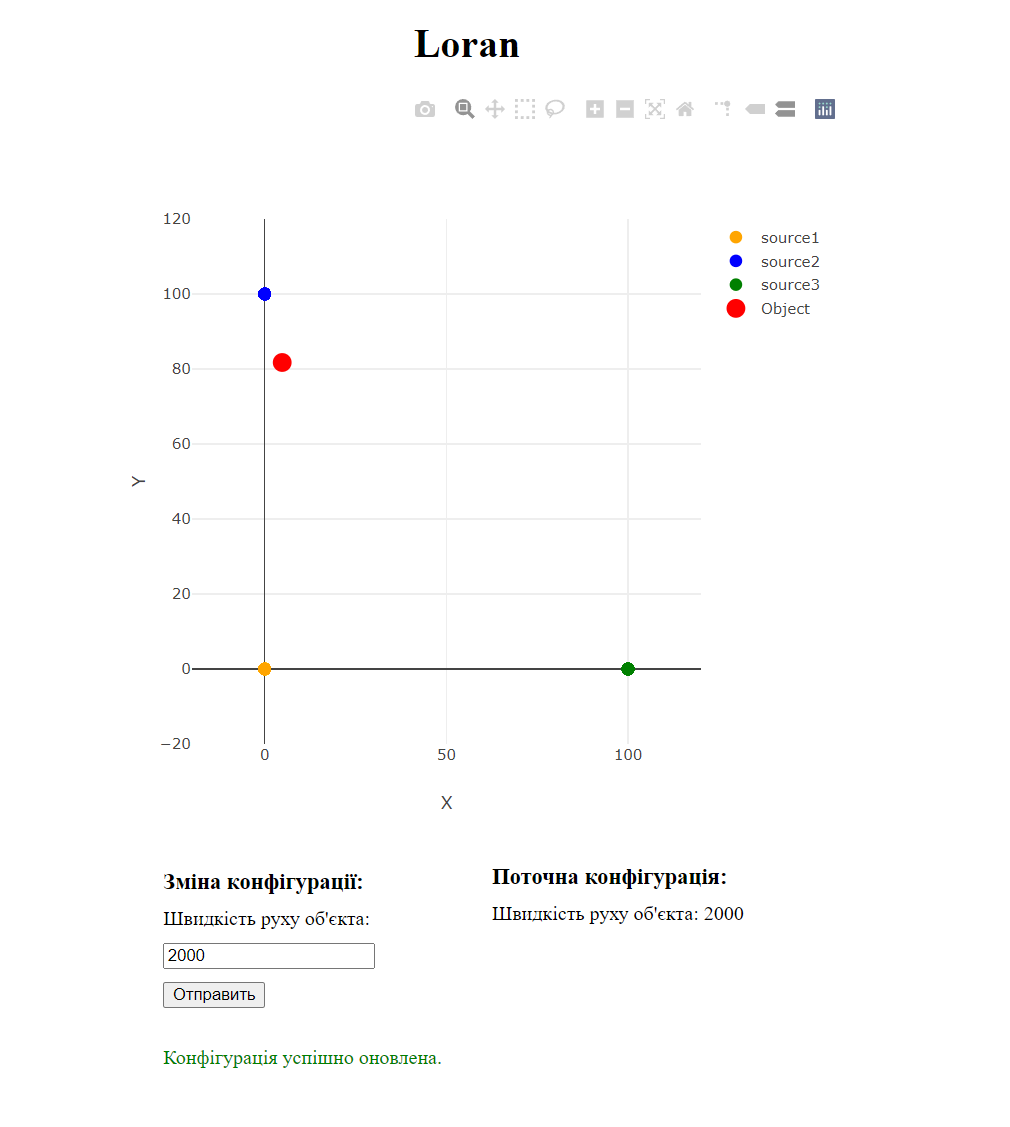 Loran
120
100
80
60
40
20
0
−20
0
50
100
Y
X
source1
source2
source3
Object
Зміна конфігурації:
Швидкість руху об'єкта:
2000
Отправить
Конфігурація успішно оновлена.
Поточна конфігурація:
Швидкість руху об'єкта: 2000